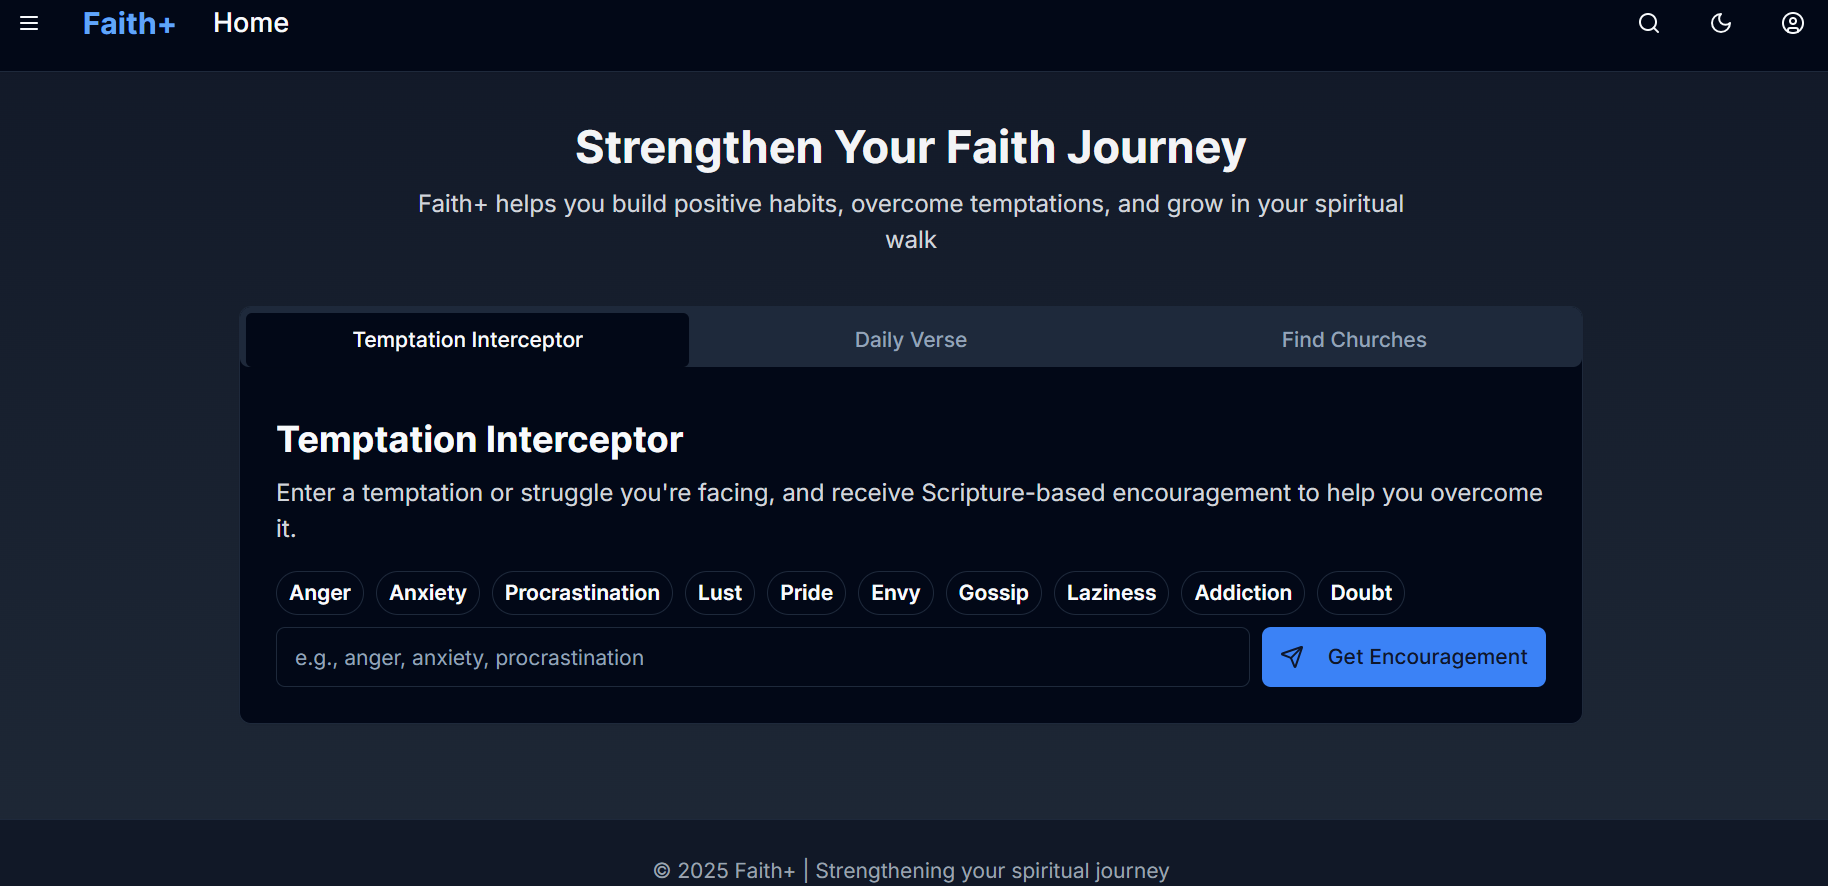 Faith+ Home
Strengthen Your Faith Journey
Faith+ helps you build positive habits, overcome temptations, and grow in your spiritual
walk
Temptation Interceptor Daily Verse Find Churches
Temptation Interceptor
Enter a temptation or struggle you're facing, and receive Scripture-based encouragement to help you overcome
it.
Anger Anxiety Procrastination Lust Pride Envy Gossip Laziness Addiction Doubt
e.g., anger, anxiety, procrastination Get Encouragement
© 2025 Faith+ | Strengthening your spiritual journey